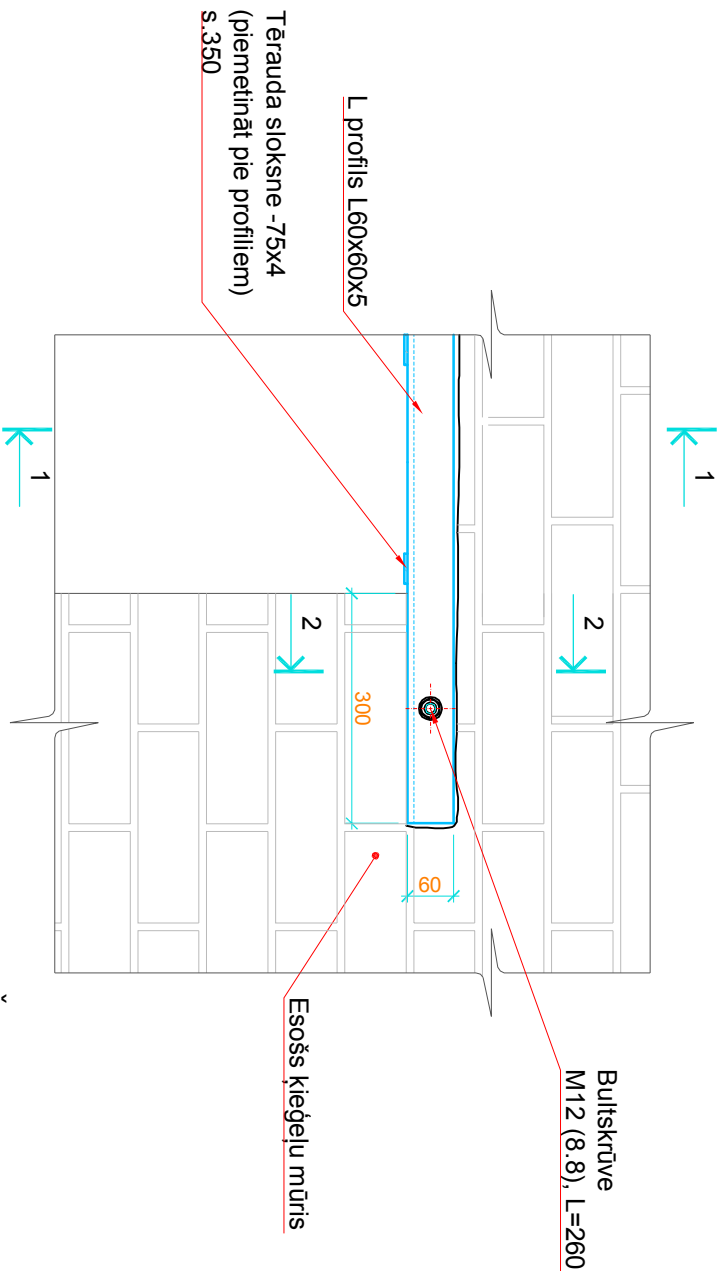 Tērauda sloksne -75x4
(piemetināt pie profiliem)
s.350
L profils L60x60x5
1
1
2
2
300
60
Bultskrūve
M12 (8.8), L=260
Esošs ķieģeļu mūris